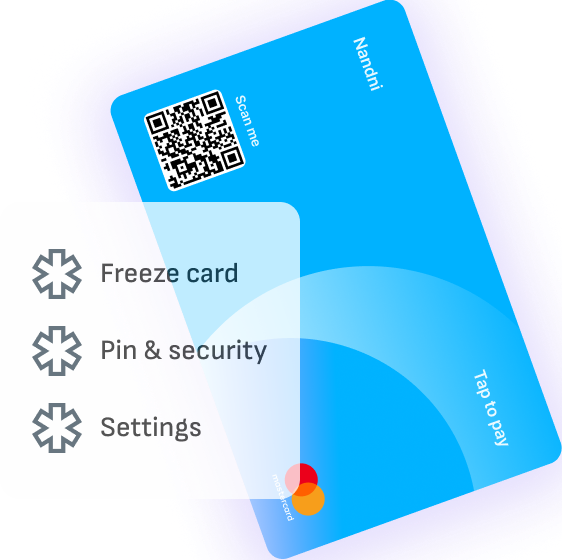 Nandni
Scan me
Freeze card
Pin & security
Settings
Tap to pay
mastercard